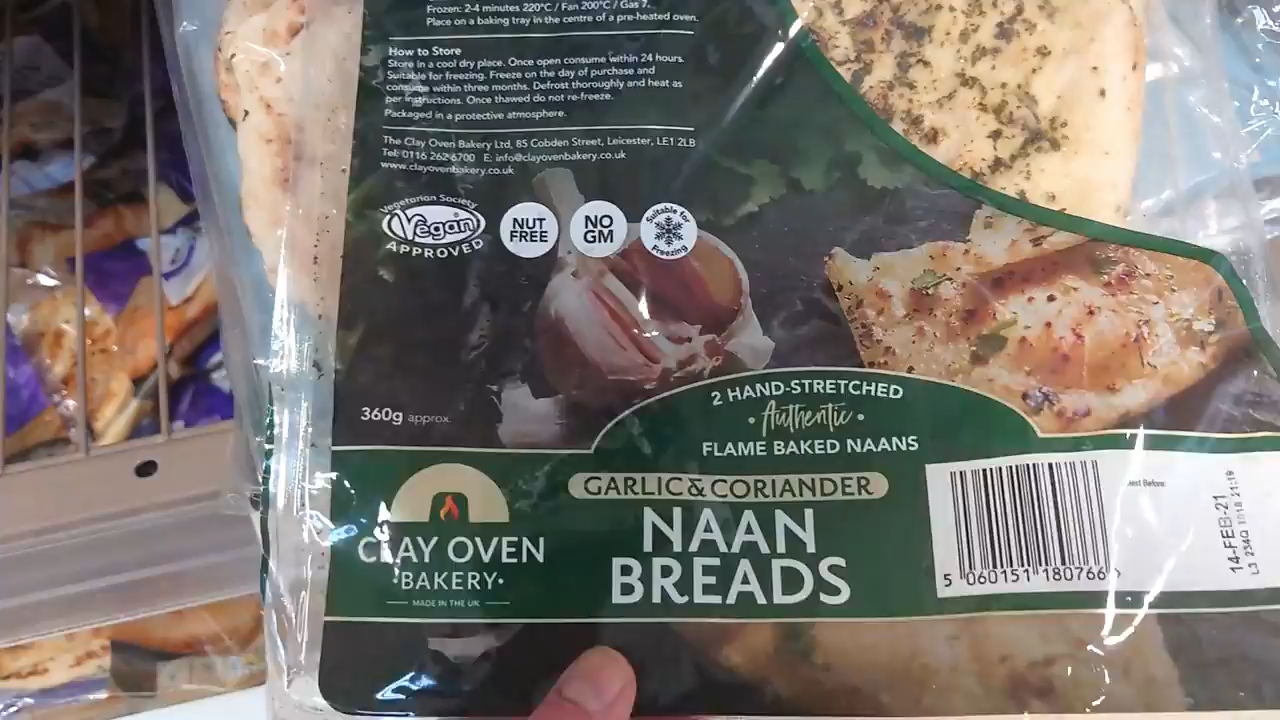 Frozen: 2-4 minutes 220°C / Fan 200°C / Gas 7.
Place on a baking tray in the centre of a pre-heated oven.
How to Store
Store in a cool dry place. Once open consume within 24 hours.
Suitable for freezing. Freeze on the day of purchase and
consume within three months. Defrost thoroughly and heat as
per instructions. Once thawed do not re-freeze.
Packaged in a protective atmosphere.
The Clay Oven Bakery Ltd, 85 Cobden Street, Leicester, LE1 2LB
Tel: 0116 262 6700 E: info@clayovenbakery.co.uk
www.clayovenbakery.co.uk
Vegetarian Society
Vegan
APPROVED
NUT
FREE
NO
GM
Suitable for
Freezing
360g approx.
2 HAND-STRETCHED
• Authentic •
FLAME BAKED NAANS
GARLIC & CORIANDER
NAAN
BREADS
CLAY OVEN
•BAKERY•
MADE IN THE UK
5 060151 180766 >
Best Before:
14-FEB-21
L3 234Q 1018 21:19